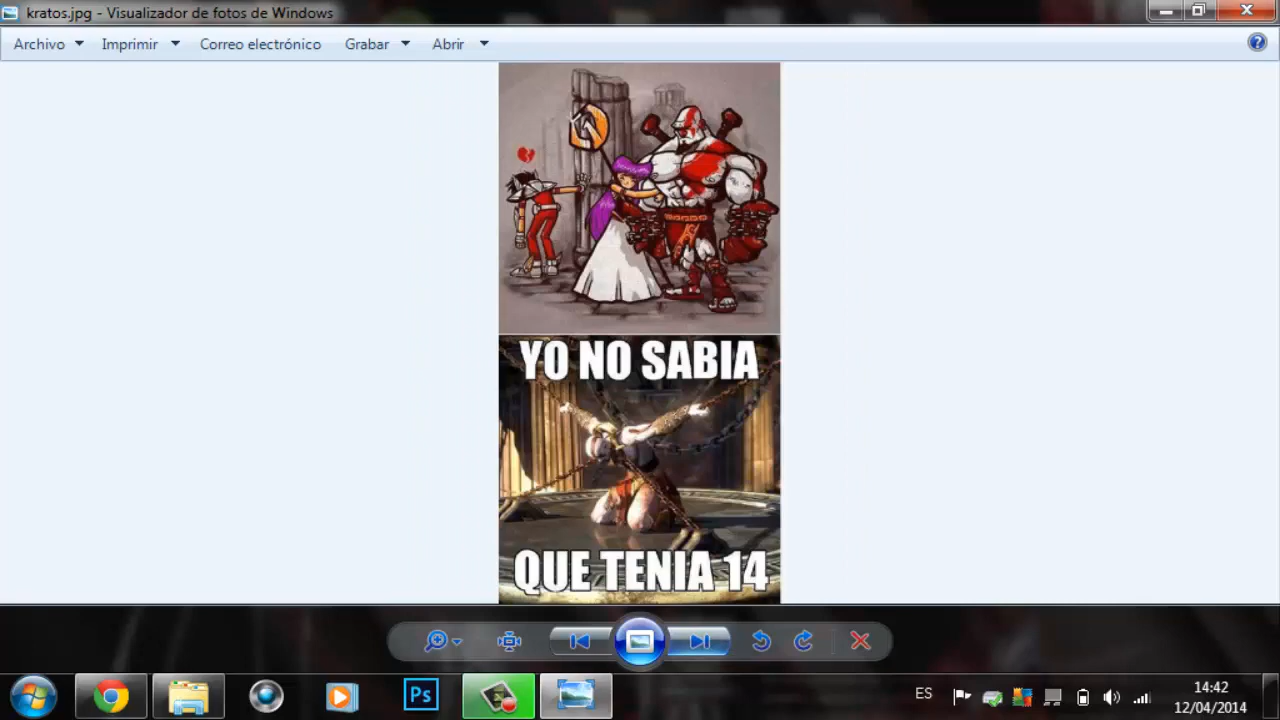 kratos.jpg - Visualizador de fotos de Windows
Archivo Imprimir Correo electrónico Grabar Abrir
YO NO SABIA
QUE TENIA 14
Ps
ES
14:42
12/04/2014